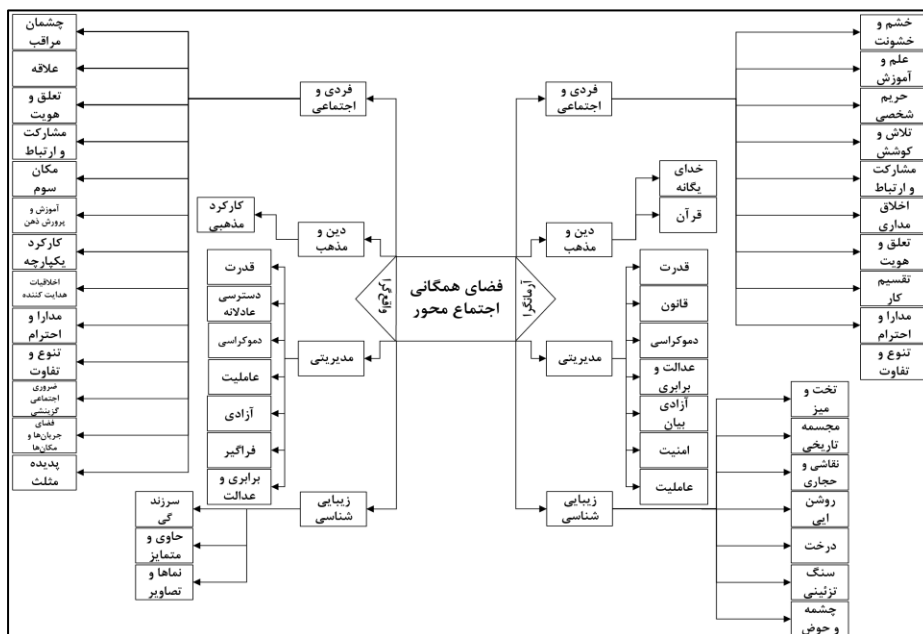 فضای همگانی
اجتماع محور
آرمانگرا
فردی و
اجتماعی
خشم و
خشونت
علم و
آموزش
حریم
شخصی
تلاش و
کوشش
مشارکت
و ارتباط
اخلاق
مداری
تعلق و
هویت
تقسیم
کار
مدارا و
احترام
تنوع و
تفاوت
دین و
مذهب
خدای
یگانه
قرآن
مدیریتی
قدرت
قانون
دموکراسی
عدالت و
برابری
آزادی
بیان
امنیت
عاملیت
زیبایی
شناسی
تخت و
میز
مجسمه
تاریخی
نقاشی و
حجاری
روشن
ایی
درخت
سنگ
تزئینی
چشمه
و حوض
واقع‌گرا
فردی و
اجتماعی
چشمان
مراقب
علاقه
تعلق و
هویت
مشارکت
و ارتباط
مکان
سوم
آموزش و
پرورش ذهن
کارکرد
یکپارچه
اخلاقیات
هدایت کننده
مدارا و
احترام
تنوع و
تفاوت
ضروری
اجتماعی
گزینشی
فضای
جریان‌ها و
مکان‌ها
پدیده
مثلث
دین و
مذهب
کارکرد
مذهبی
مدیریتی
قدرت
دسترسی
عادلانه
دموکراسی
عاملیت
آزادی
فراگیر
برابری و
عدالت
زیبایی
شناسی
سرزند
گی
حاوی و
متمایز
نماها و
تصاویر